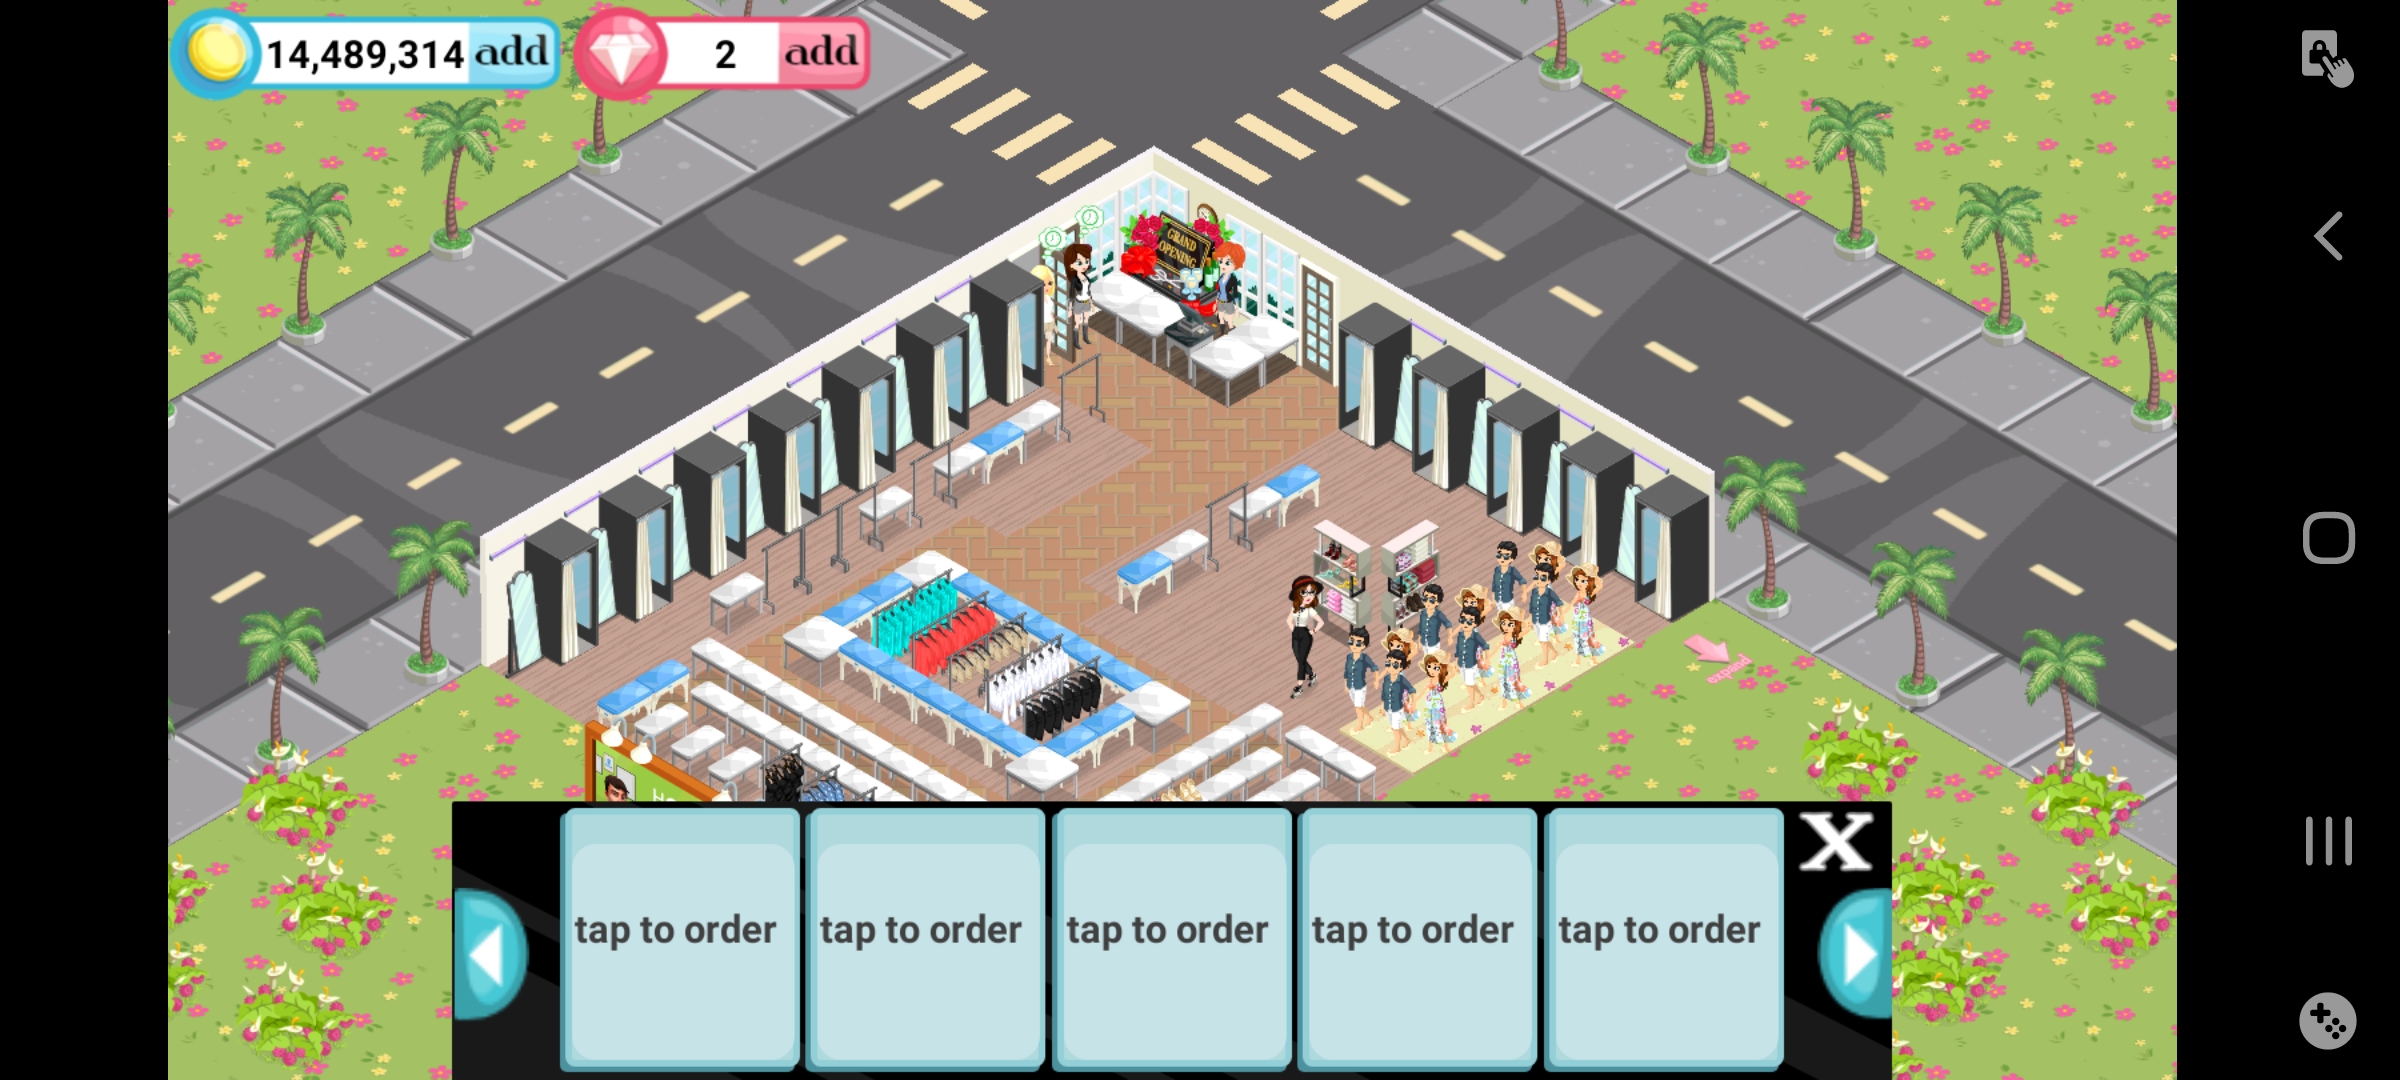 14,489,314 add
2 add
GRAND
OPENING
expand
tap to order
tap to order
tap to order
tap to order
tap to order
X